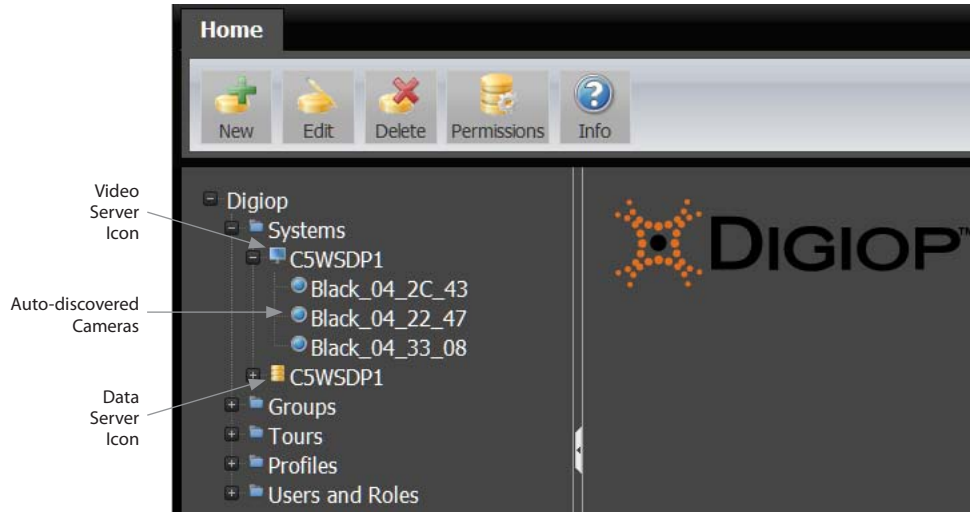 Home
New Edit Delete Permissions Info
Video
Server
Icon
Auto-discovered
Cameras
Data
Server
Icon
Digiop
Systems
C5WSDP1
Black_04_2C_43
Black_04_22_47
Black_04_33_08
C5WSDP1
Groups
Tours
Profiles
Users and Roles
DIGIOP™